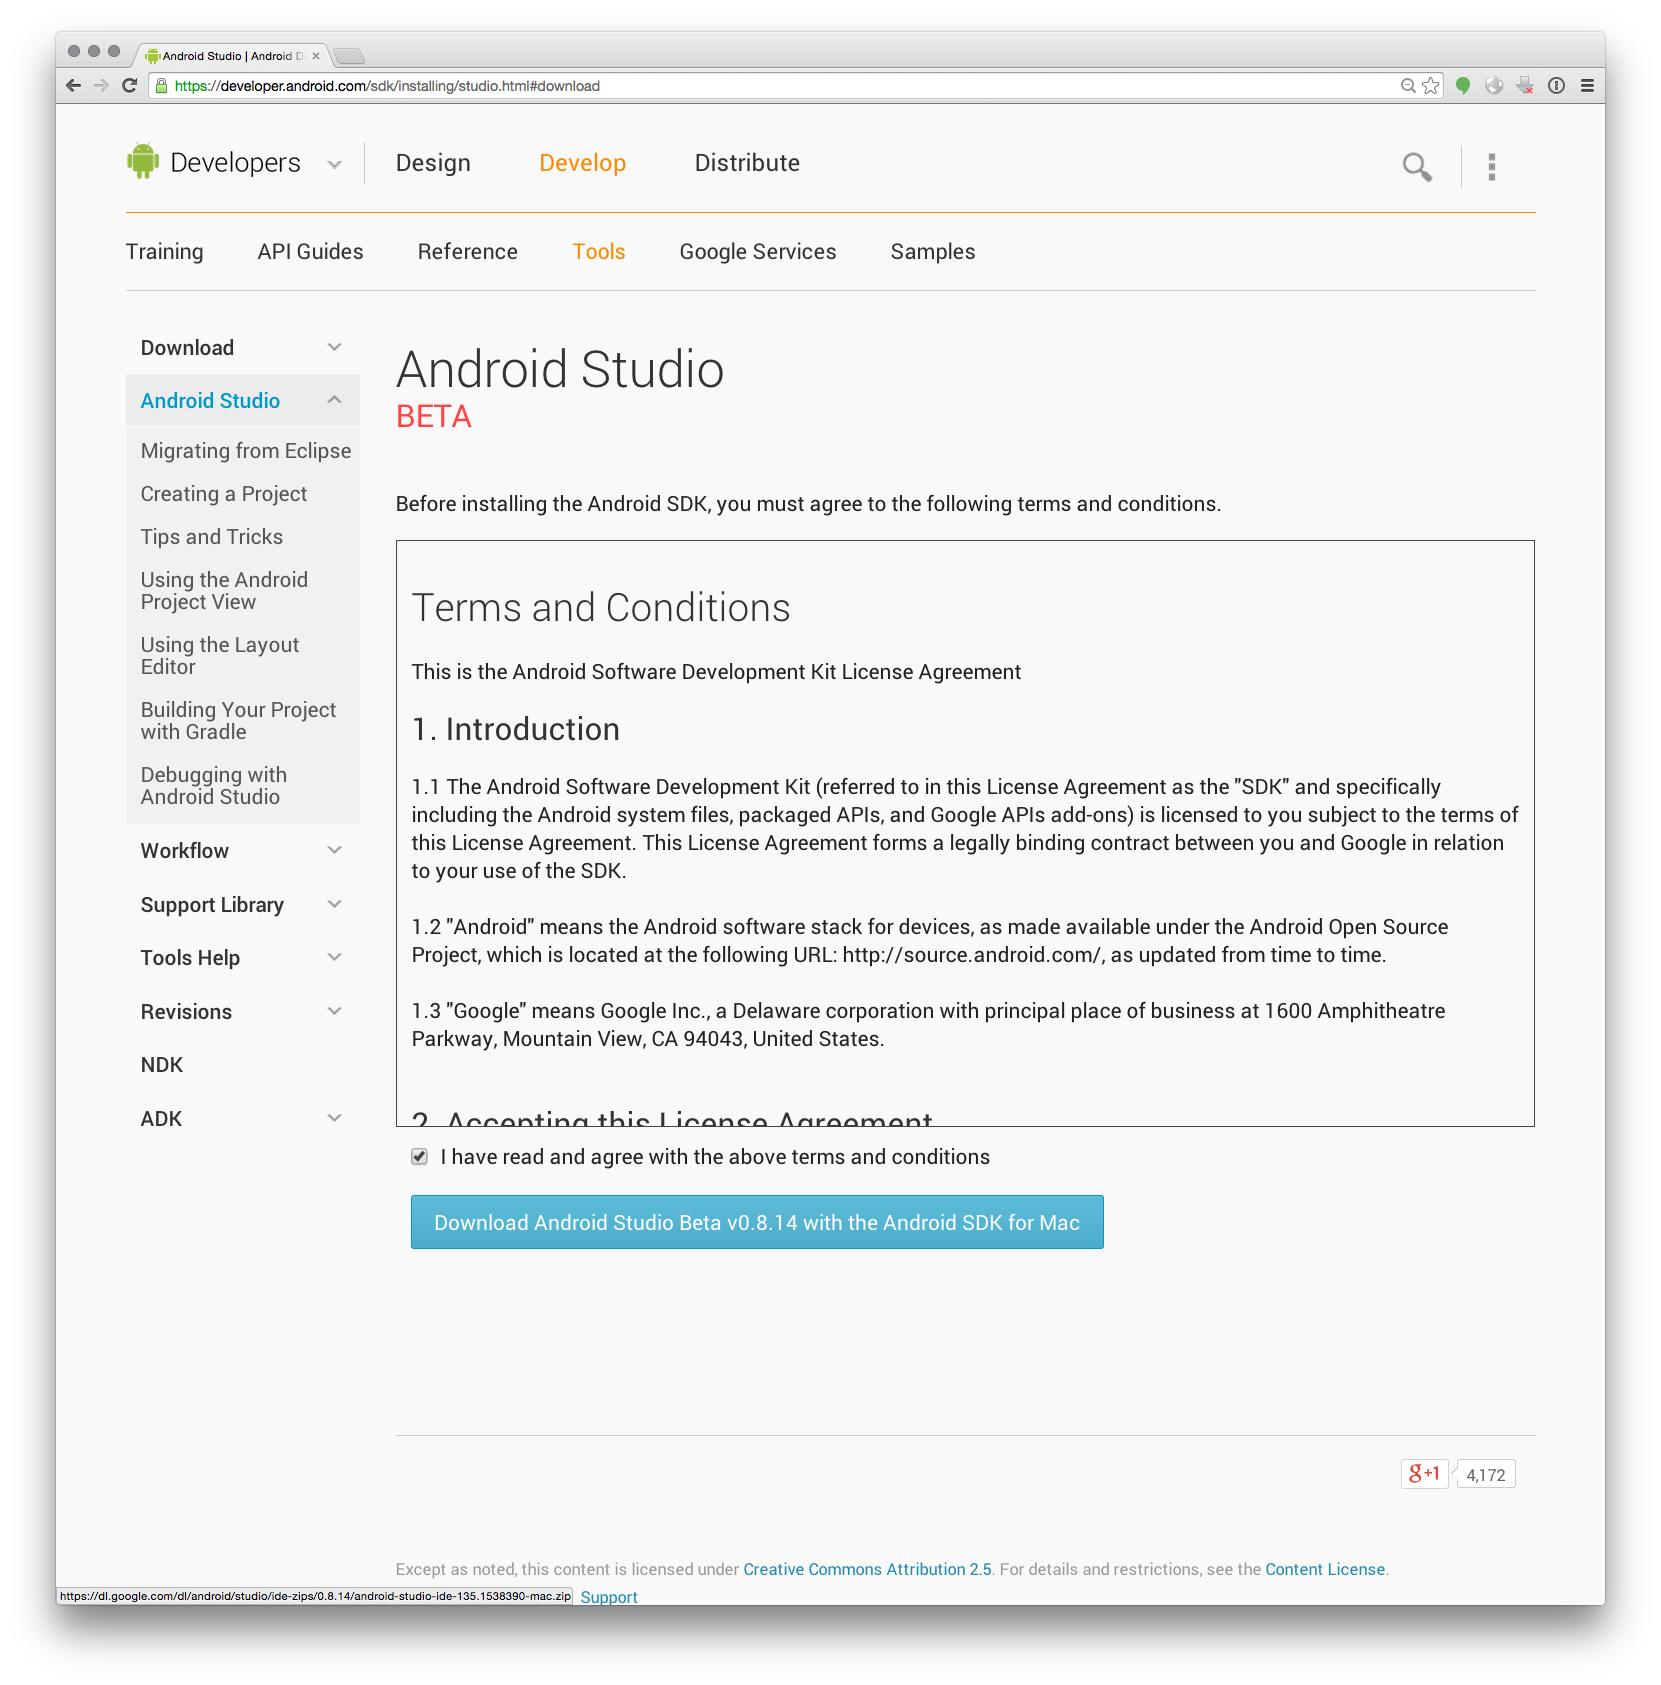 Android Studio | Android D
https://developer.android.com/sdk/installing/studio.html#download
Developers
Design
Develop
Distribute
Training
API Guides
Reference
Tools
Google Services
Samples
Download
Android Studio
Migrating from Eclipse
Creating a Project
Tips and Tricks
Using the Android
Project View
Using the Layout
Editor
Building Your Project
with Gradle
Debugging with
Android Studio
Workflow
Support Library
Tools Help
Revisions
NDK
ADK
Android Studio
BETA
Before installing the Android SDK, you must agree to the following terms and conditions.
Terms and Conditions
This is the Android Software Development Kit License Agreement
1. Introduction
1.1 The Android Software Development Kit (referred to in this License Agreement as the "SDK" and specifically
including the Android system files, packaged APIs, and Google APIs add-ons) is licensed to you subject to the terms of
this License Agreement. This License Agreement forms a legally binding contract between you and Google in relation
to your use of the SDK.
1.2 "Android" means the Android software stack for devices, as made available under the Android Open Source
Project, which is located at the following URL: http://source.android.com/, as updated from time to time.
1.3 "Google" means Google Inc., a Delaware corporation with principal place of business at 1600 Amphitheatre
Parkway, Mountain View, CA 94043, United States.
2. Accepting this License Agreement
I have read and agree with the above terms and conditions
Download Android Studio Beta v0.8.14 with the Android SDK for Mac
g+1
4,172
Except as noted, this content is licensed under Creative Commons Attribution 2.5. For details and restrictions, see the Content License.
https://dl.google.com/dl/android/studio/ide-zips/0.8.14/android-studio-ide-135.1538390-mac.zip
Support